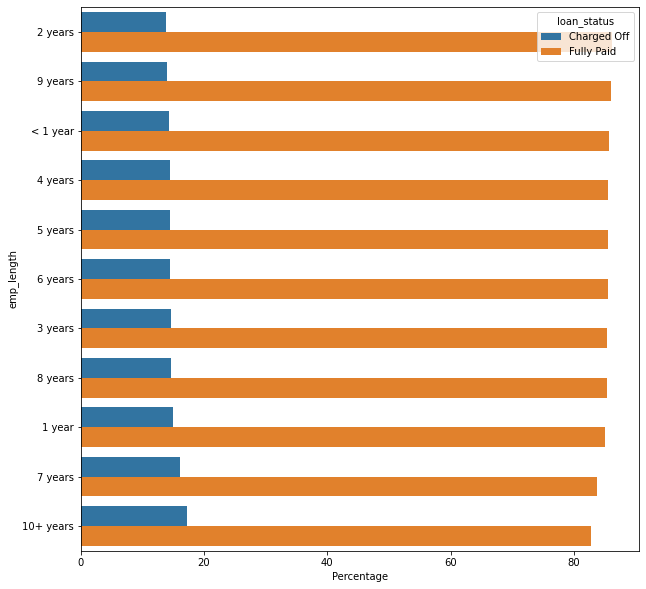 loan_status
Charged Off
Fully Paid
2 years
9 years
< 1 year
4 years
5 years
6 years
3 years
8 years
1 year
7 years
10+ years
emp_length
0 20 40 60 80
Percentage